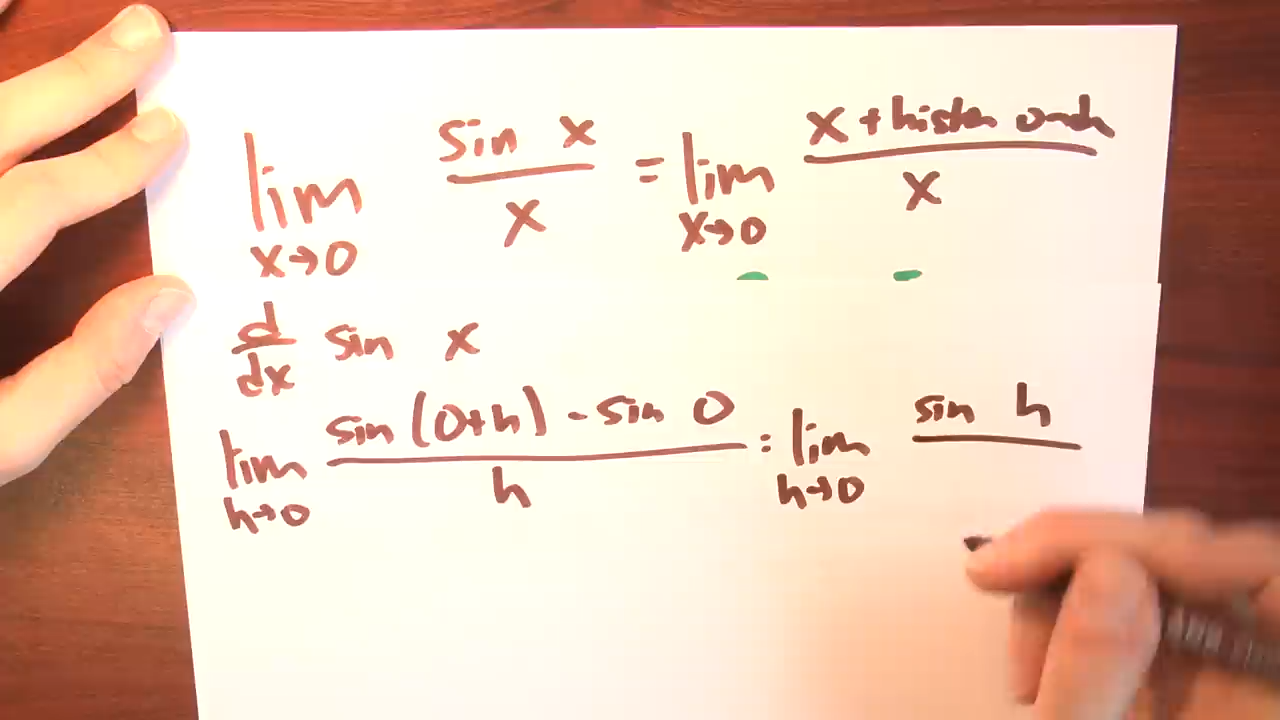 lim x→0 sin x / x = lim x→0 x + higher order / x
d/dx sin x
lim h→0 sin (0+h) - sin 0 / h = lim h→0 sin h